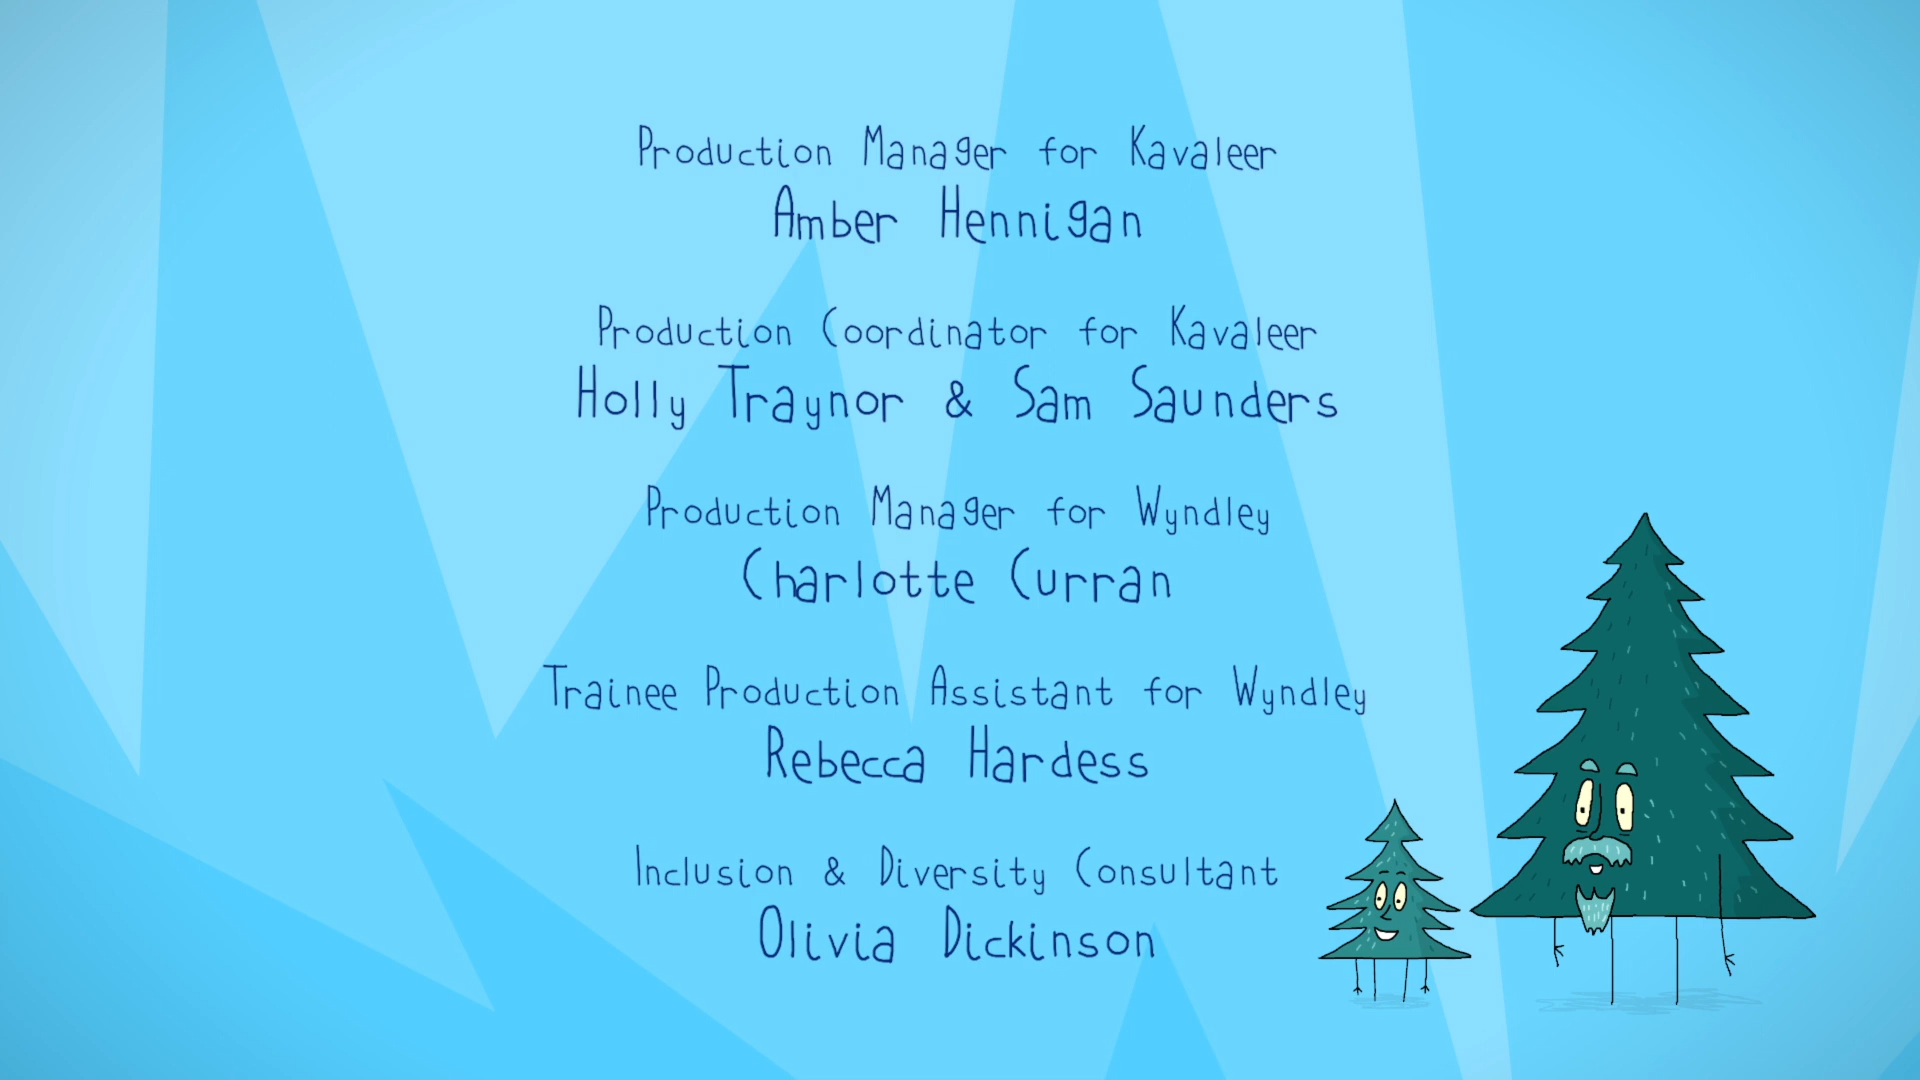 Production Manager for Kavaleer
Amber Hennigan
Production Coordinator for Kavaleer
Holly Traynor & Sam Saunders
Production Manager for Wyndley
Charlotte Curran
Trainee Production Assistant for Wyndley
Rebecca Hardess
Inclusion & Diversity Consultant
Olivia Dickinson